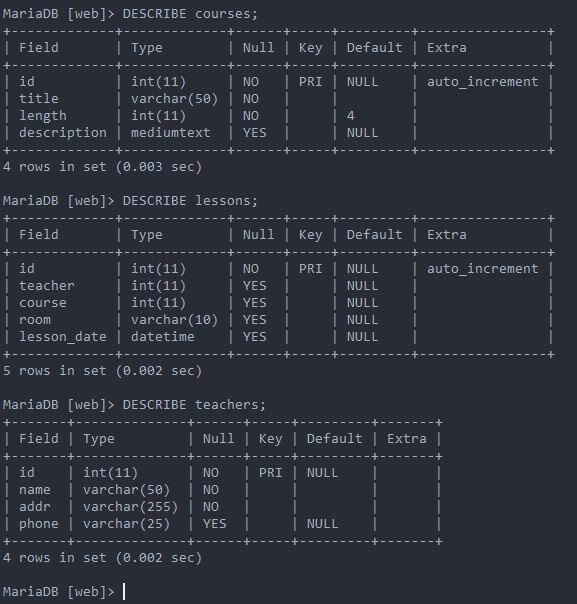 MariaDB [web]> DESCRIBE courses;
+-------------+-------------+------+-----+---------+----------------+
| Field       | Type        | Null | Key | Default | Extra          |
+-------------+-------------+------+-----+---------+----------------+
| id          | int(11)     | NO   | PRI | NULL    | auto_increment |
| title       | varchar(50) | NO   |     |         |                |
| length      | int(11)     | NO   |     | 4       |                |
| description | mediumtext  | YES  |     | NULL    |                |
+-------------+-------------+------+-----+---------+----------------+
4 rows in set (0.003 sec)
MariaDB [web]> DESCRIBE lessons;
+-------------+-------------+------+-----+---------+----------------+
| Field       | Type        | Null | Key | Default | Extra          |
+-------------+-------------+------+-----+---------+----------------+
| id          | int(11)     | NO   | PRI | NULL    | auto_increment |
| teacher     | int(11)     | YES  |     | NULL    |                |
| course      | int(11)     | YES  |     | NULL    |                |
| room        | varchar(10) | YES  |     | NULL    |                |
| lesson_date | datetime    | YES  |     | NULL    |                |
+-------------+-------------+------+-----+---------+----------------+
5 rows in set (0.002 sec)
MariaDB [web]> DESCRIBE teachers;
+-------+--------------+------+-----+---------+-------+
| Field | Type         | Null | Key | Default | Extra |
+-------+--------------+------+-----+---------+-------+
| id    | int(11)      | NO   | PRI | NULL    |       |
| name  | varchar(50)  | NO   |     |         |       |
| addr  | varchar(255) | NO   |     |         |       |
| phone | varchar(25)  | YES  |     | NULL    |       |
+-------+--------------+------+-----+---------+-------+
4 rows in set (0.002 sec)
MariaDB [web]>